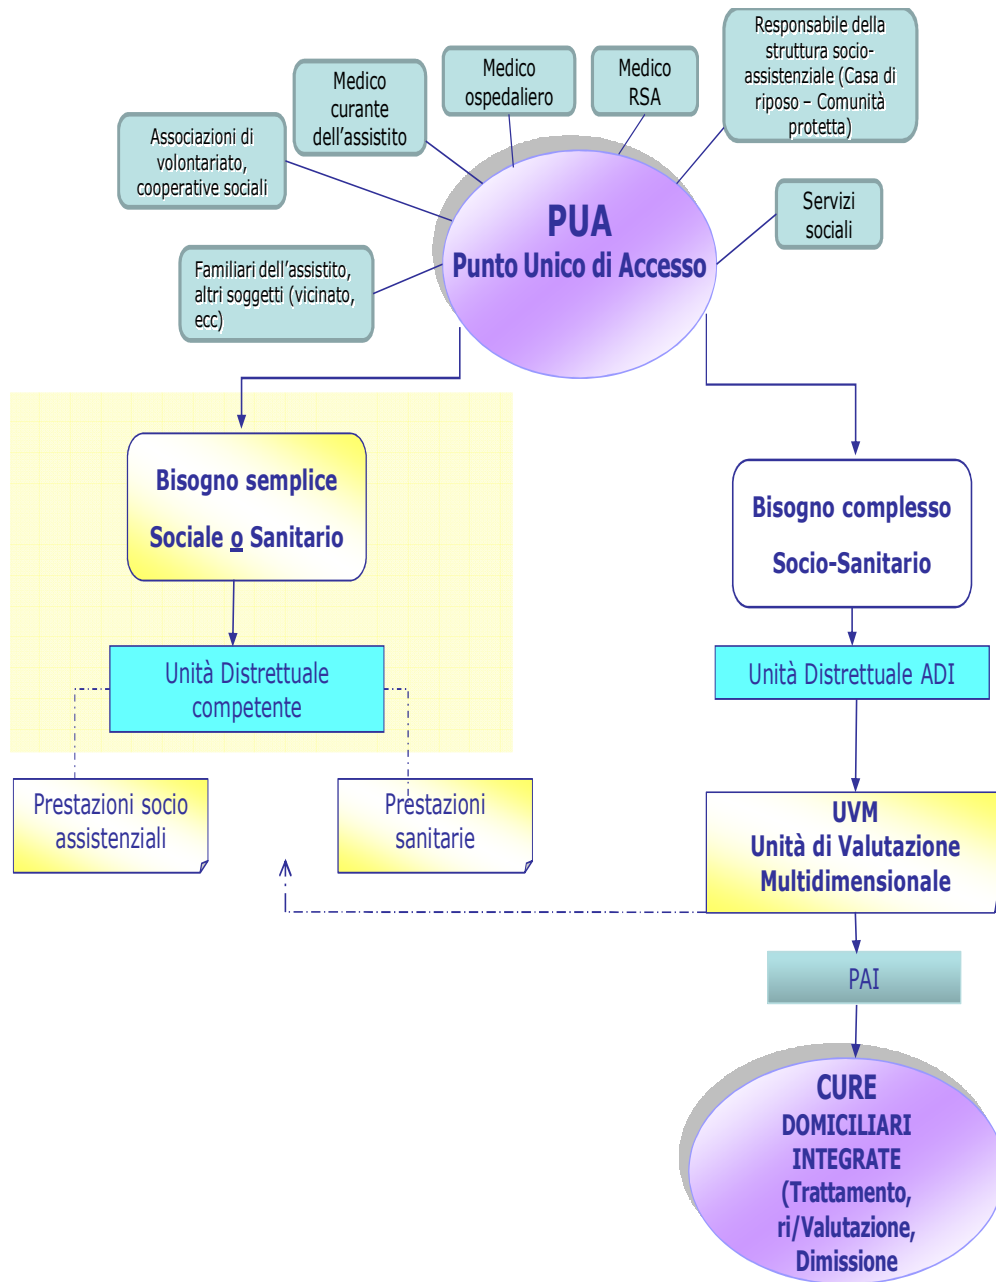 Responsabile della
struttura socio-
assistenziale (Casa di
riposo – Comunità
protetta)
Medico
ospedaliero
Medico
RSA
Medico
curante
dell'assistito
Associazioni di
volontariato,
cooperative sociali
Servizi
sociali
PUA
Punto Unico di Accesso
Familiari dell'assistito,
altri soggetti (vicinato,
ecc)
Bisogno semplice
Sociale o Sanitario
Bisogno complesso
Socio-Sanitario
Unità Distrettuale
competente
Unità Distrettuale ADI
Prestazioni socio
assistenziali
Prestazioni
sanitarie
UVM
Unità di Valutazione
Multidimensionale
PAI
CURE
DOMICILIARI
INTEGRATE
(Trattamento,
ri/Valutazione,
Dimissione